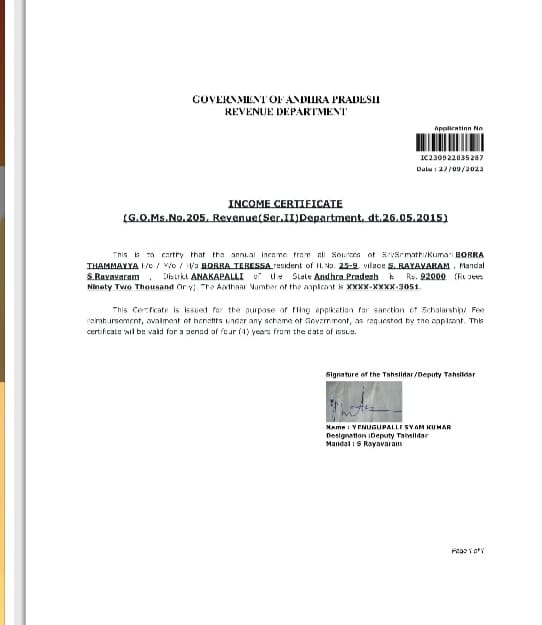 GOVERNMENT OF ANDHRA PRADESH
REVENUE DEPARTMENT
Application No
IC230922035287
Date : 27/09/2023
INCOME CERTIFICATE
(G.O.Ms.No.205, Revenue(Ser.II)Department, dt.26.05.2015)
This is to certify that the annual income from all Sources of Sri/Srimathi/Kumari BORRA
THAMMAYYA F/o / M/o / H/o BORRA TERESSA resident of H.No. 25-9, village S. RAYAVARAM , Mandal
S Rayavaram , District ANAKAPALLI of the State Andhra Pradesh is Rs. 92000 (Rupees
Ninety Two Thousand Only). The Aadhaar Number of the applicant is XXXX-XXXX-3051.
This Certificate is issued for the purpose of filing application for sanction of Scholarship/ Fee
reimbursement, availment of benefits under any scheme of Government, as requested by the applicant. This
certificate will be valid for a period of four (4) years from the date of issue.
Signature of the Tahsildar/Deputy Tahsildar
Name : YENUGUPALLI SYAM KUMAR
Designation :Deputy Tahsildar
Mandal : S Rayavaram
Page 1 of 1